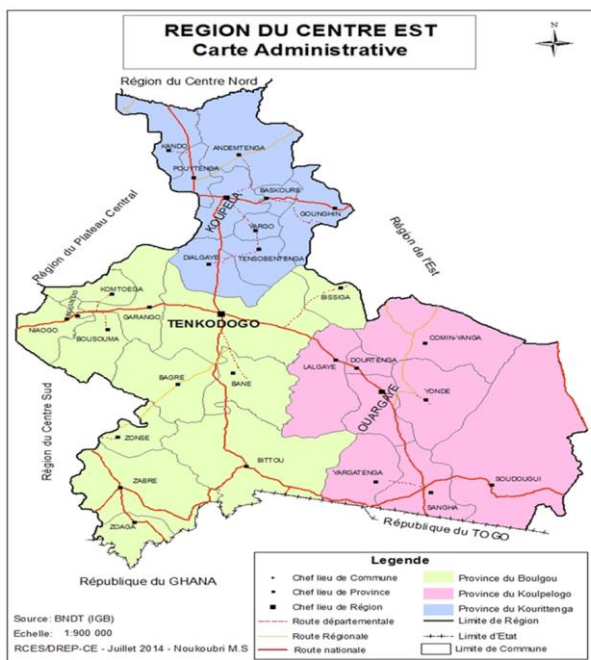 REGION DU CENTRE EST
Carte Administrative
N
Région du Centre Nord
KANDO
ANDEMTENGA
POUYTENGA
KOUPELA
BASKOURE
GOUNGHIN
YARGO
TENSOBENTENGA
DIALGAYE
Région du Plateau Central
Région de l'Est
KOMTOEGA
BISSIGA
NIAOGO
GARANGO
BOUSOUMA
TENKODOGO
COMIN-YANGA
LALGAYE
DOURTENGA
BAGRE
BANE
OUARGAYE
YONDE
Région du Centre Sud
ZONSE
BITTOU
ZABRE
YARGATENGA
SOUDOUGUI
SANGHA
ZOAGA
République du TOGO
République du GHANA
Legende
Chef lieu de Commune
Chef lieu de Province
Chef lieu de Région
Route départementale
Route Régionale
Route nationale
Province du Boulgou
Province du Koulpelogo
Province du Kourittenga
Limite de Région
Limite d'Etat
Limite de Commune
Source: BNDT (IGB)
Echelle: 1:900 000
RCES/DREP-CE - Juillet 2014 - Noukoubri M.S